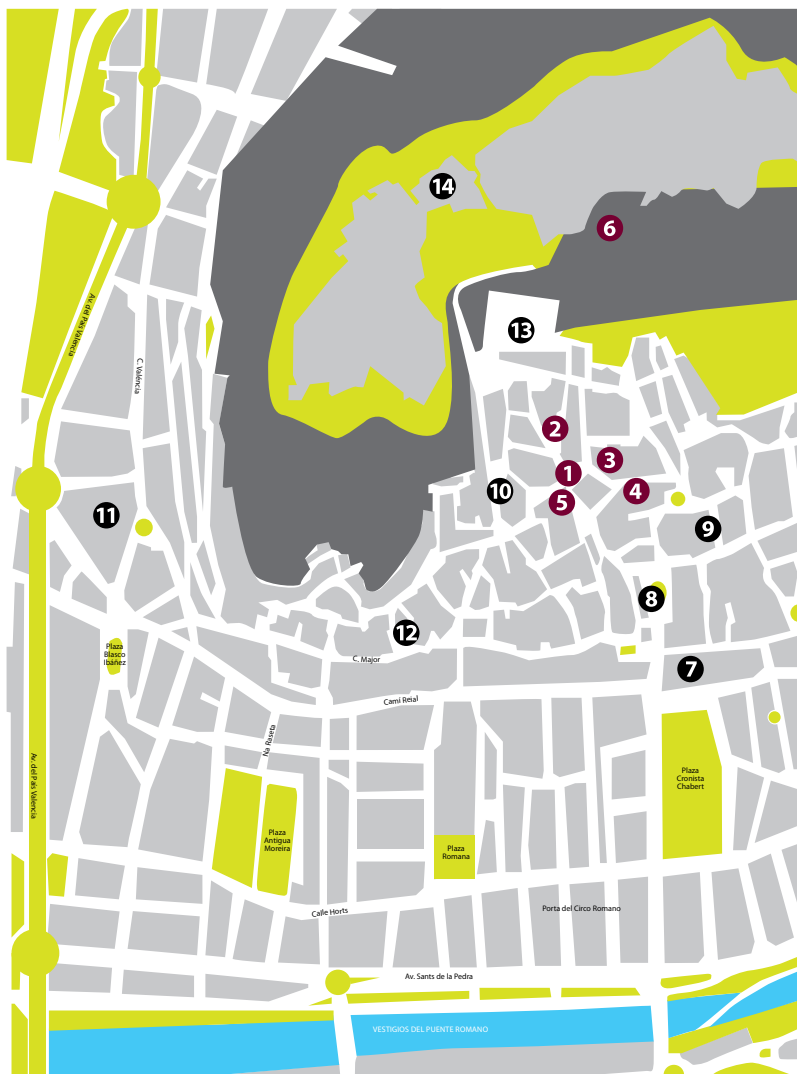 14
6
Av. del País Valencia
13
C. València
2
3
1
10
4
5
11
9
8
12
Plaza
Blasco
Ibáñez
C. Major
7
Camí Reial
Na Raseta
Av. del País Valencia
Plaza
Cronista
Chabert
Plaza
Antigua
Moreira
Plaza
Romana
Calle Horts
Porta del Circo Romano
Av. Sants de la Pedra
VESTIGIOS DEL PUENTE ROMANO